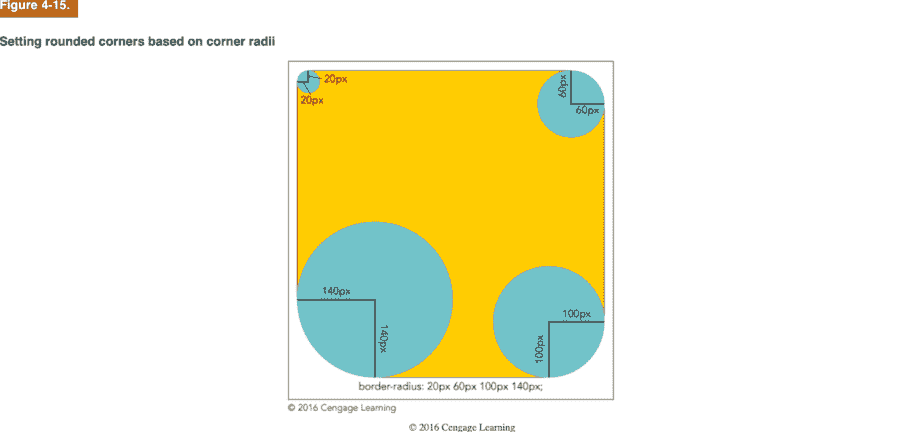 Figure 4-15.
Setting rounded corners based on corner radii
20px
20px
60px
60px
140px
140px
100px
100px
border-radius: 20px 60px 100px 140px;
© 2016 Cengage Learning
© 2016 Cengage Learning